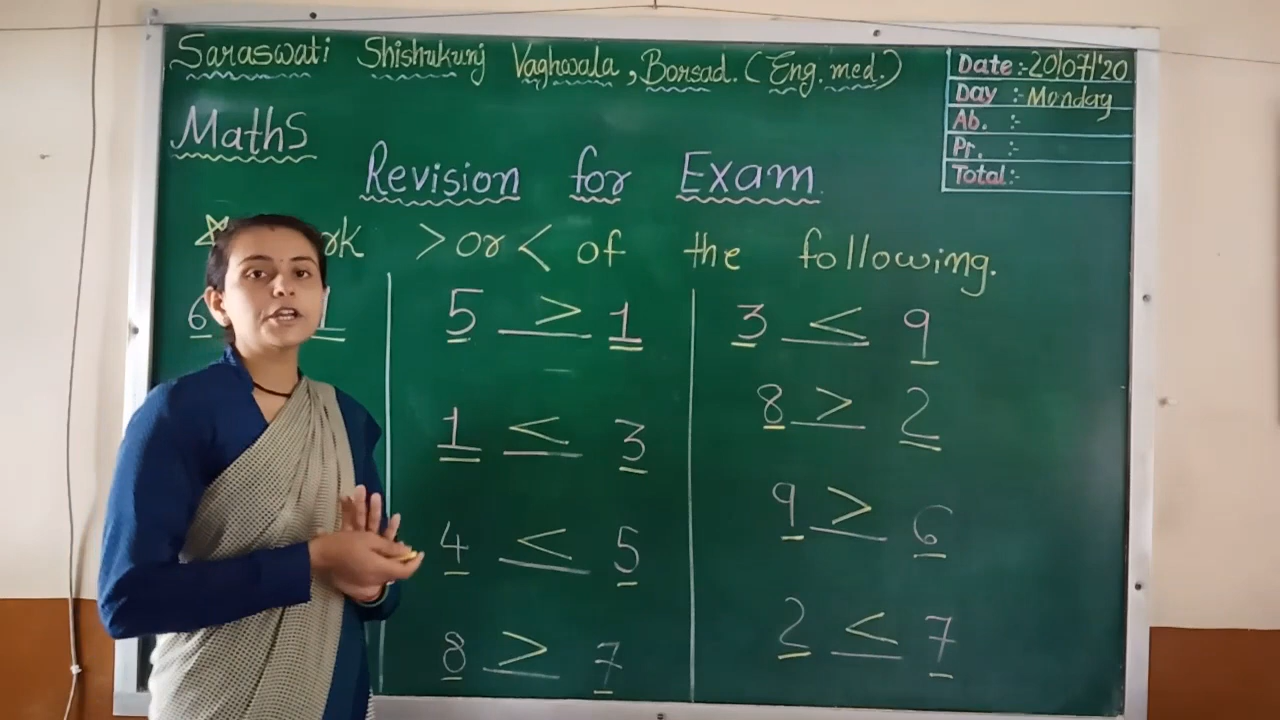 Saraswati Shishukunj Vaghwala, Borsad. (Eng. med.)
Date :- 20/07/'20
Day :- Monday
Ab. :-
Pr. :-
Total:-
Maths
Revision for Exam
> or < of the following.
6 1
5 > 1
1 < 3
4 < 5
8 > 7
3 < 9
8 > 2
9 > 6
2 < 7